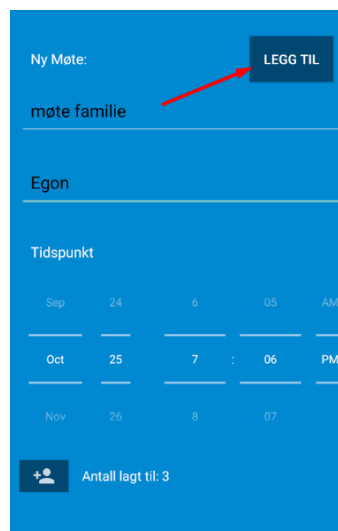 Ny Møte: LEGG TIL
møte familie
Egon
Tidspunkt
Sep 24 6 05 AM
Oct 25 7 : 06 PM
Nov 26 8 07
Antall lagt til: 3